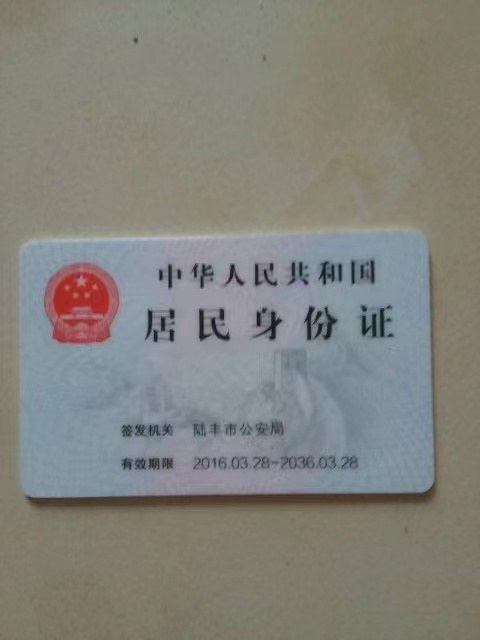 中华人民共和国
居民身份证
签发机关 陆丰市公安局
有效期限 2016.03.28-2036.03.28